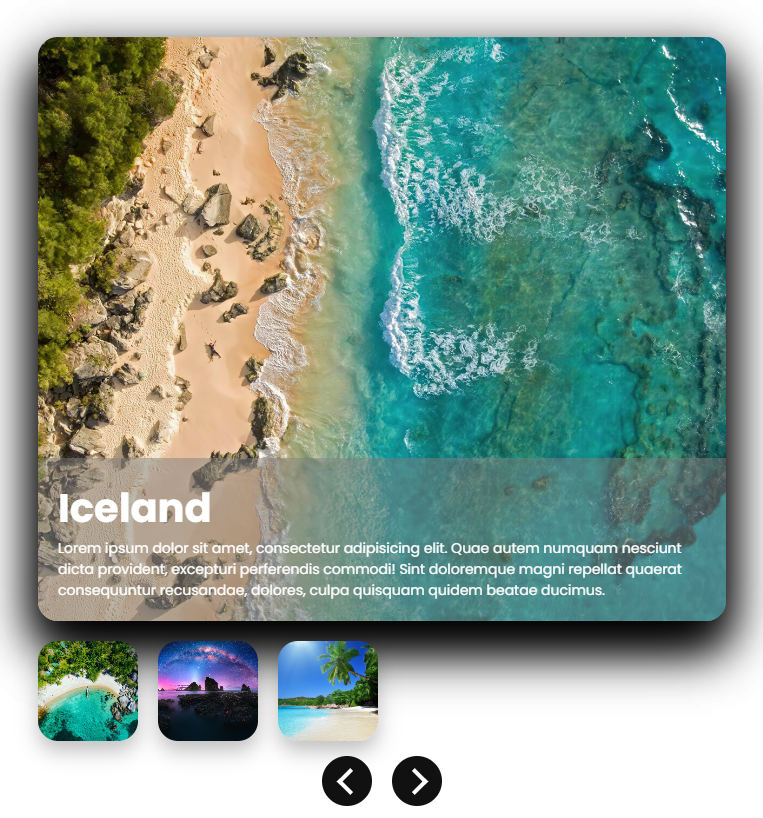 Iceland
Lorem ipsum dolor sit amet, consectetur adipisicing elit. Quae autem numquam nesciunt
dicta provident, excepturi perferendis commodi! Sint doloremque magni repellat quaerat
consequuntur recusandae, dolores, culpa quisquam quidem beatae ducimus.